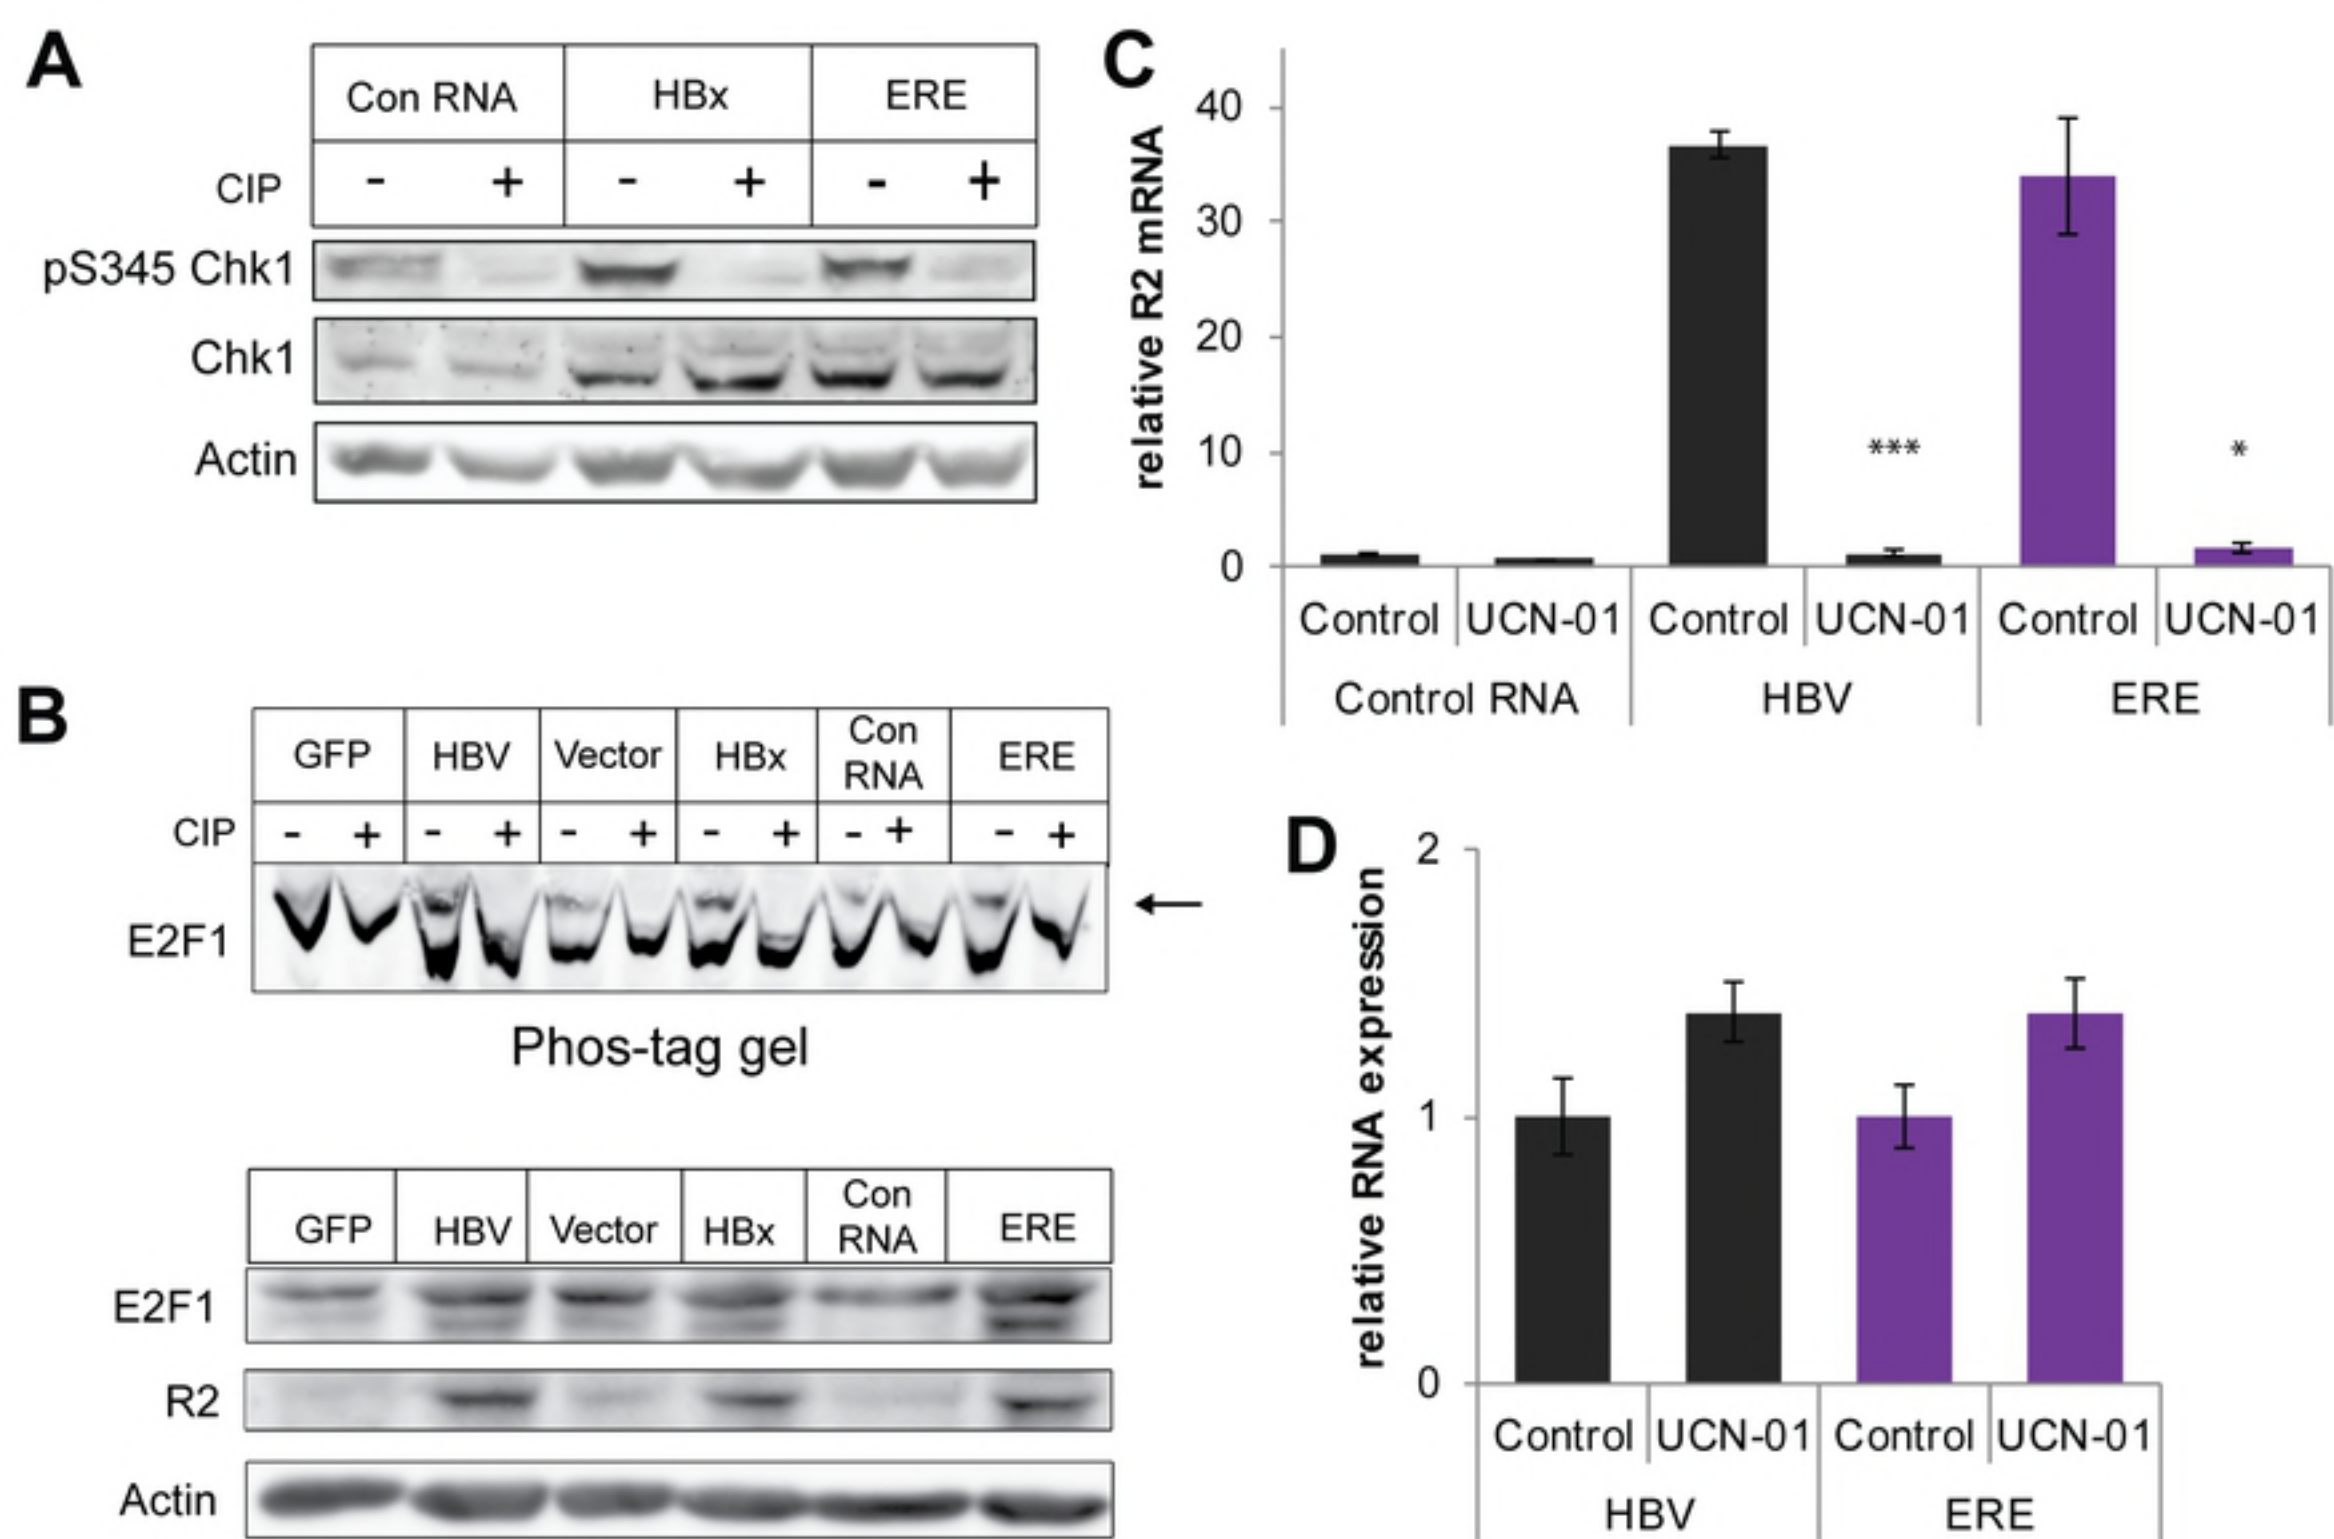 A
Con RNA HBx ERE
CIP - + - + - +
pS345 Chk1
Chk1
Actin
B
GFP HBV Vector HBx Con RNA ERE
CIP - + - + - + - + - + - +
E2F1
Phos-tag gel
GFP HBV Vector HBx Con RNA ERE
E2F1
R2
Actin
C
relative R2 mRNA
40
30
20
10
0
*** *
Control UCN-01 Control UCN-01 Control UCN-01
Control RNA HBV ERE
D
relative RNA expression
2
1
0
Control UCN-01 Control UCN-01
HBV ERE